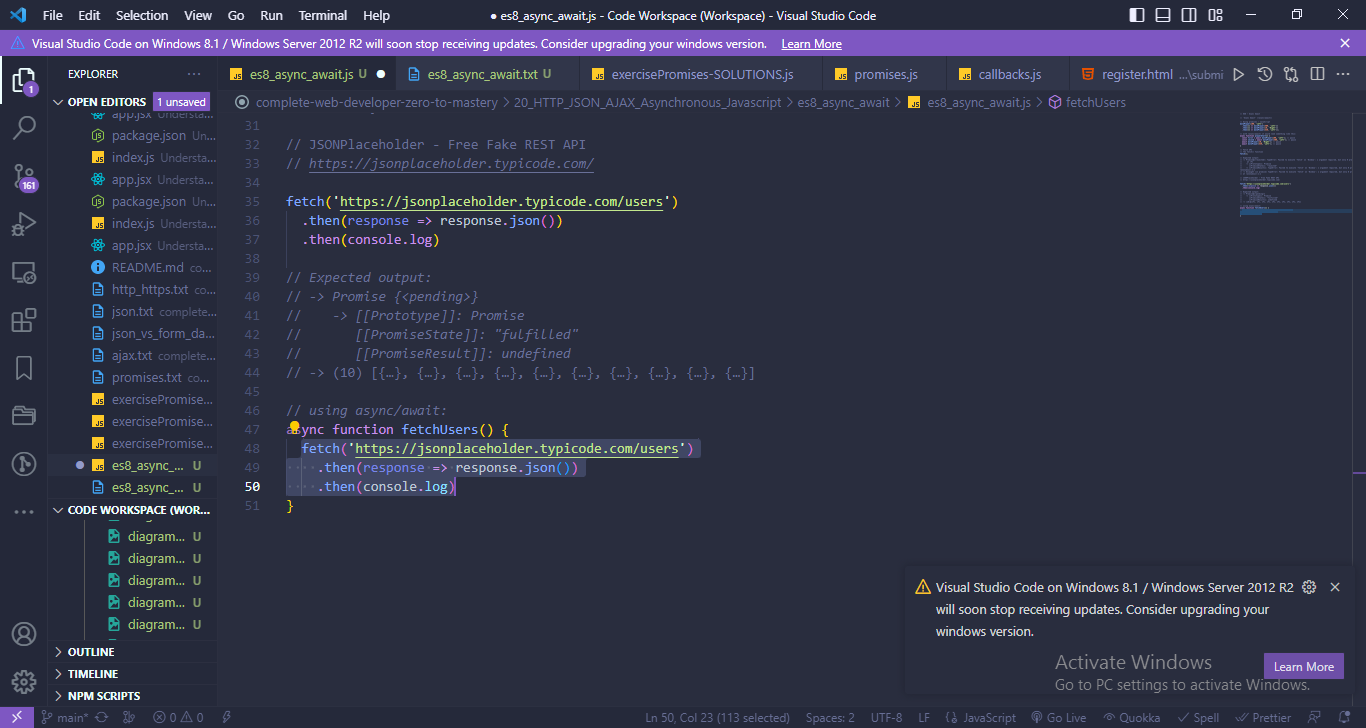 File Edit Selection View Go Run Terminal Help
● es8_async_await.js - Code Workspace (Workspace) - Visual Studio Code
Visual Studio Code on Windows 8.1 / Windows Server 2012 R2 will soon stop receiving updates. Consider upgrading your windows version. Learn More
EXPLORER
es8_async_await.js U
es8_async_await.txt U
exercisePromises-SOLUTIONS.js
promises.js
callbacks.js
register.html ...\submi
OPEN EDITORS 1 unsaved
app.jsx Understa...
package.json Un...
index.js Understa...
app.jsx Understa...
package.json Un...
index.js Understa...
app.jsx Understa...
README.md co...
http_https.txt co...
json.txt complete...
json_vs_form_da...
ajax.txt complete...
promises.txt co...
exercisePromise...
exercisePromise...
exercisePromise...
es8_async_... U
es8_async_... U
CODE WORKSPACE (WOR...
diagram... U
diagram... U
diagram... U
diagram... U
diagram... U
OUTLINE
TIMELINE
NPM SCRIPTS
1
161
complete-web-developer-zero-to-mastery > 20_HTTP_JSON_AJAX_Asynchronous_Javascript > es8_async_await > es8_async_await.js > fetchUsers
31
32 // JSONPlaceholder - Free Fake REST API
33 // https://jsonplaceholder.typicode.com/
34
35 fetch('https://jsonplaceholder.typicode.com/users')
36 .then(response => response.json())
37 .then(console.log)
38
39 // Expected output:
40 // -> Promise {<pending>}
41 // -> [[Prototype]]: Promise
42 // [[PromiseState]]: "fulfilled"
43 // [[PromiseResult]]: undefined
44 // -> (10) [{…}, {…}, {…}, {…}, {…}, {…}, {…}, {…}, {…}, {…}]
45
46 // using async/await:
47 async function fetchUsers() {
48 fetch('https://jsonplaceholder.typicode.com/users')
49 .then(response => response.json())
50 .then(console.log)
51 }
Visual Studio Code on Windows 8.1 / Windows Server 2012 R2
will soon stop receiving updates. Consider upgrading your
windows version.
Learn More
Activate Windows
Go to PC settings to activate Windows.
main* 0 0 Ln 50, Col 23 (113 selected) Spaces: 2 UTF-8 LF {} JavaScript Go Live Quokka Spell Prettier